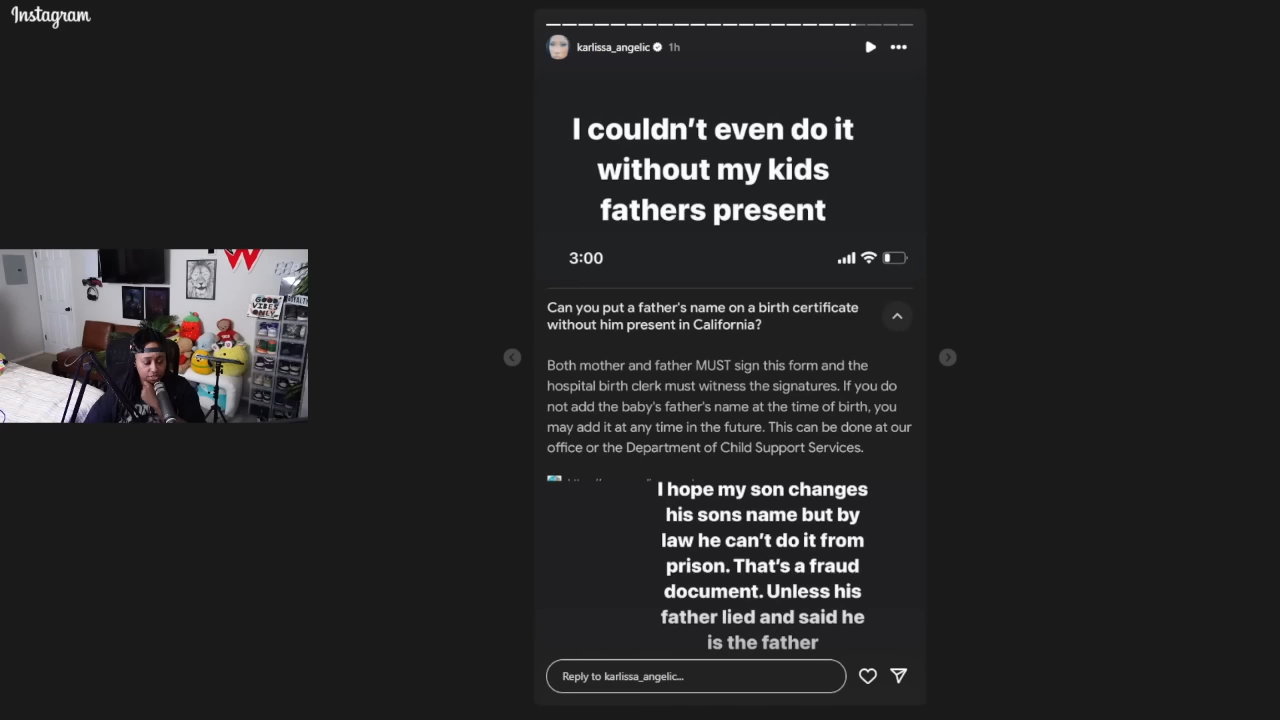 Instagram
karlissa_angelic 1h
I couldn't even do it
without my kids
fathers present
3:00
Can you put a father's name on a birth certificate
without him present in California?
Both mother and father MUST sign this form and the
hospital birth clerk must witness the signatures. If you do
not add the baby's father's name at the time of birth, you
may add it at any time in the future. This can be done at our
office or the Department of Child Support Services.
I hope my son changes
his sons name but by
law he can't do it from
prison. That's a fraud
document. Unless his
father lied and said he
is the father
Reply to karlissa_angelic...
W
GOOD
VIBES
ONLY